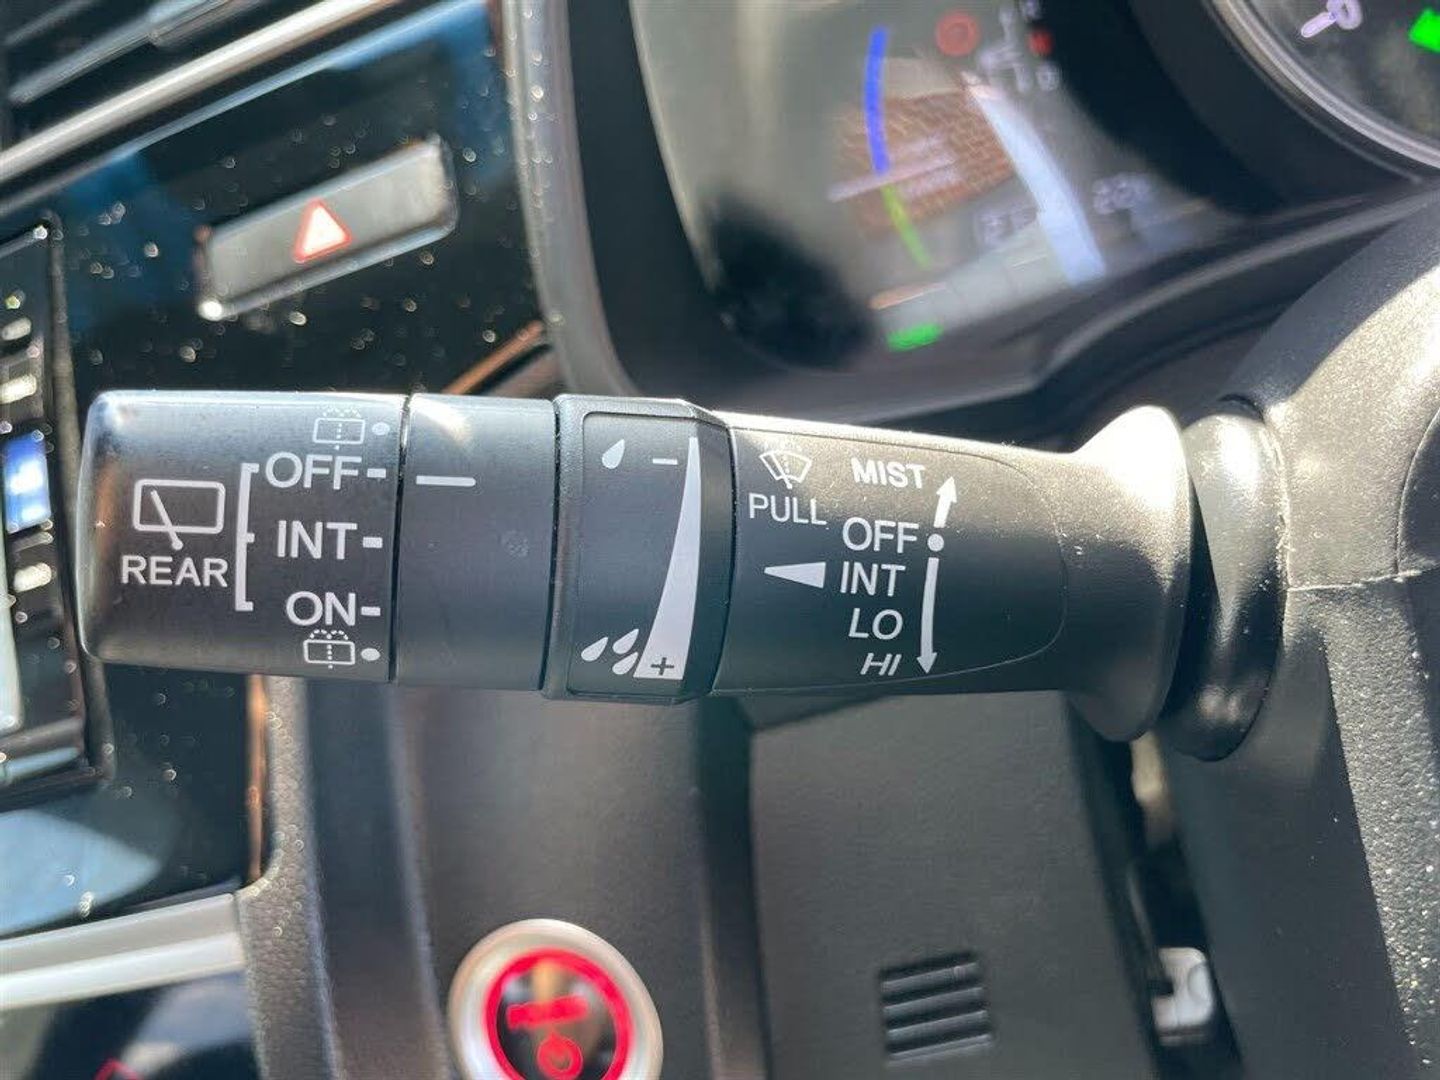 OFF
INT
ON
REAR
−
+
PULL
MIST
OFF
INT
LO
HI